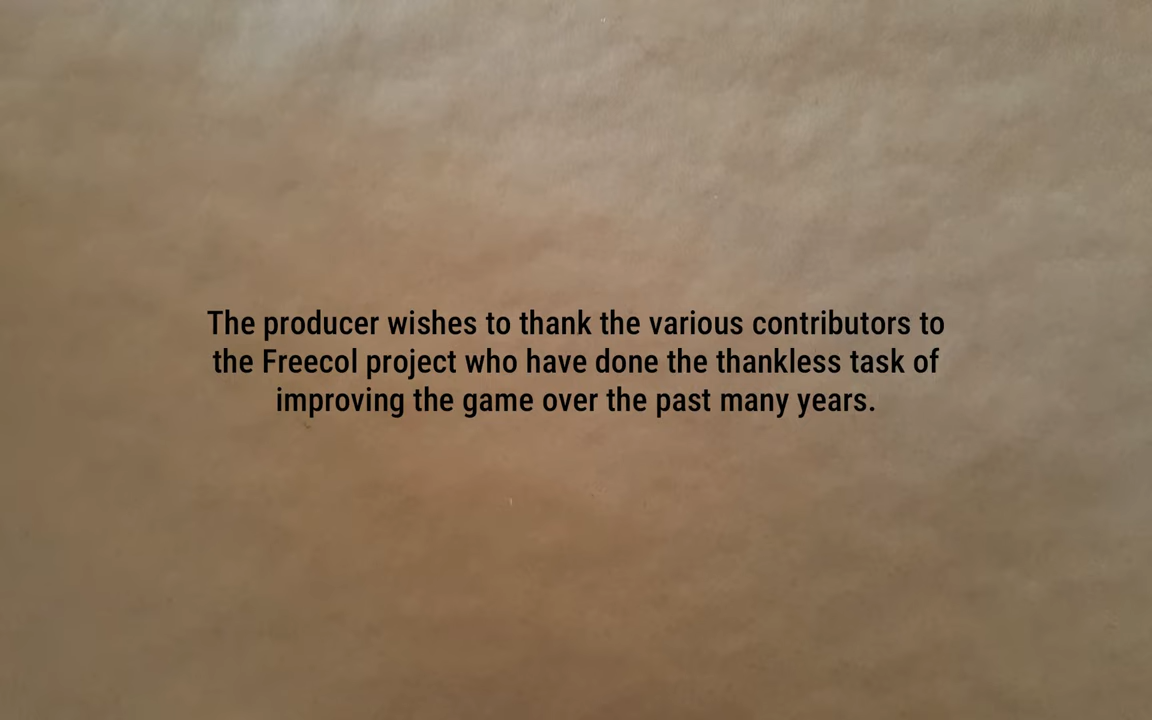 The producer wishes to thank the various contributors to
the Freecol project who have done the thankless task of
improving the game over the past many years.